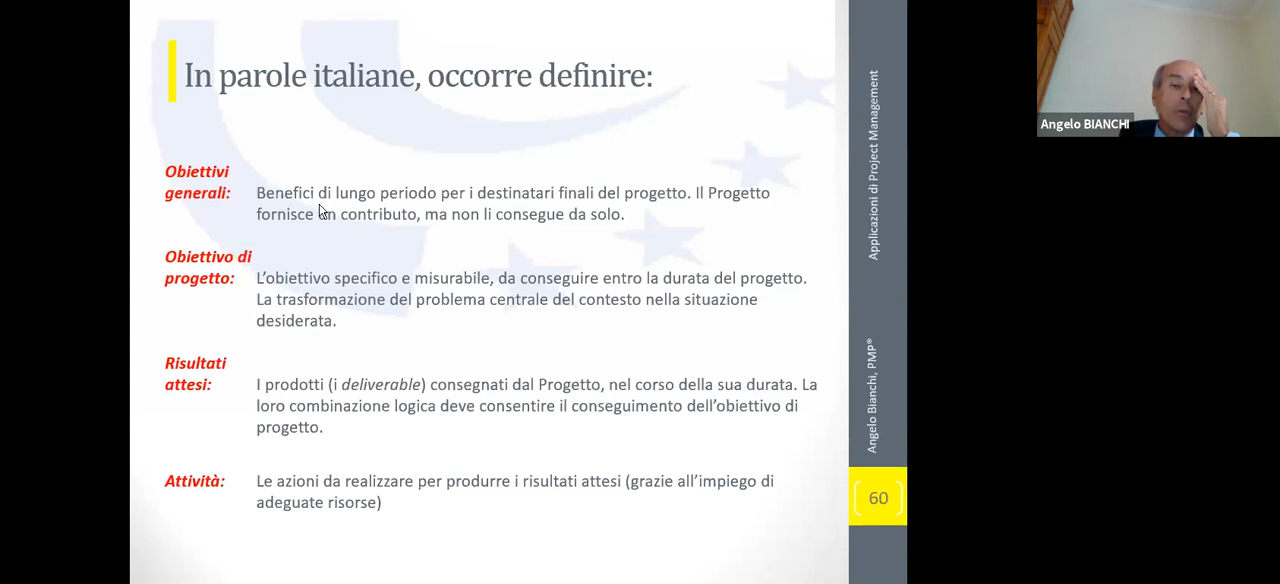 In parole italiane, occorre definire:
Obiettivi
generali:
Benefici di lungo periodo per i destinatari finali del progetto. Il Progetto
fornisce un contributo, ma non li consegue da solo.
Obiettivo di
progetto:
L'obiettivo specifico e misurabile, da conseguire entro la durata del progetto.
La trasformazione del problema centrale del contesto nella situazione
desiderata.
Risultati
attesi:
I prodotti (i deliverable) consegnati dal Progetto, nel corso della sua durata. La
loro combinazione logica deve consentire il conseguimento dell'obiettivo di
progetto.
Attività:
Le azioni da realizzare per produrre i risultati attesi (grazie all'impiego di
adeguate risorse)
Applicazioni di Project Management
Angelo Bianchi, PMP®
60
Angelo BIANCHI